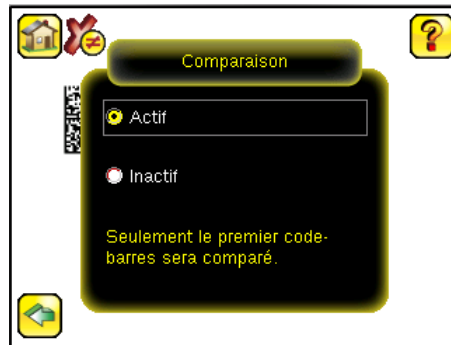 Comparaison
Actif
Inactif
Seulement le premier code-
barres sera comparé.